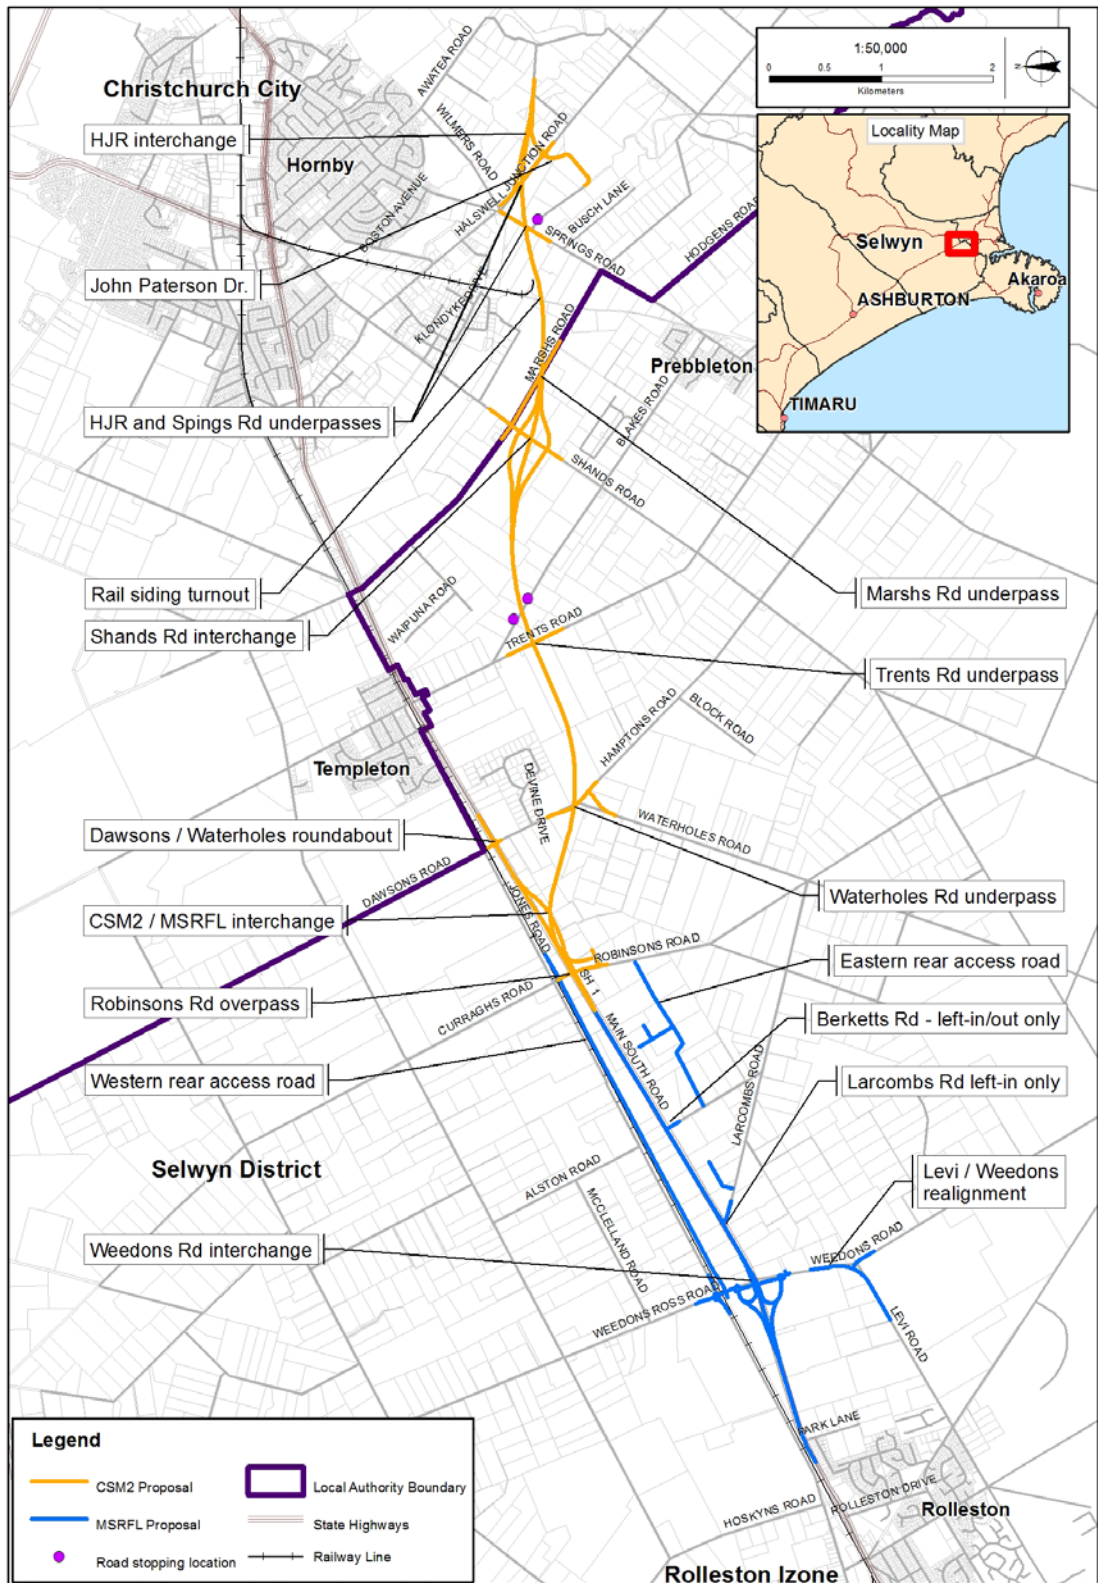 1:50,000
0 0.5 1 2
Kilometers
N
Locality Map
Selwyn
Akaroa
ASHBURTON
TIMARU
Christchurch City
AWATEA ROAD
HJR interchange
WILMERS ROAD
Hornby
HALSWELL JUNCTION ROAD
BOSTON AVENUE
BUSCH LANE
SPRINGS ROAD
HODGENS ROAD
John Paterson Dr.
KLONDYKE DRIVE
MARSHS ROAD
Prebbleton
BLAKES ROAD
HJR and Spings Rd underpasses
SHANDS ROAD
Rail siding turnout
WAIPUNA ROAD
Marshs Rd underpass
Shands Rd interchange
TRENTS ROAD
Trents Rd underpass
HAMPTONS ROAD
BLOCK ROAD
Templeton
DEVINE DRIVE
Dawsons / Waterholes roundabout
WATERHOLES ROAD
DAWSONS ROAD
JONES ROAD
Waterholes Rd underpass
CSM2 / MSRFL interchange
ROBINSONS ROAD
Eastern rear access road
Robinsons Rd overpass
CURRAGHS ROAD
SH 1
MAIN SOUTH ROAD
Berketts Rd - left-in/out only
Western rear access road
LARCOMBS ROAD
Larcombs Rd left-in only
Selwyn District
ALSTON ROAD
MCCLELLAND ROAD
Levi / Weedons
realignment
Weedons Rd interchange
WEEDONS ROAD
WEEDONS ROSS ROAD
LEVI ROAD
PARK LANE
HOSKYNS ROAD
ROLLESTON DRIVE
Rolleston
Rolleston Izone
Legend
CSM2 Proposal
Local Authority Boundary
MSRFL Proposal
State Highways
Road stopping location
Railway Line